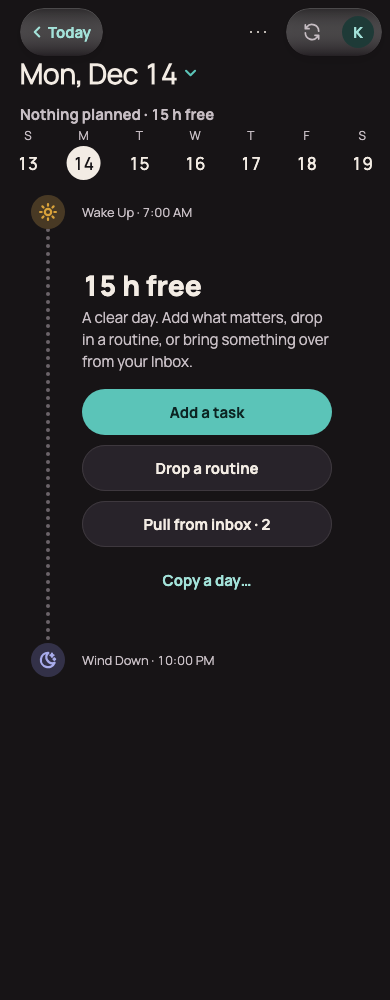 Today
...
K
Mon, Dec 14
Nothing planned · 15 h free
S M T W T F S
13 14 15 16 17 18 19
Wake Up · 7:00 AM
15 h free
A clear day. Add what matters, drop
in a routine, or bring something over
from your Inbox.
Add a task
Drop a routine
Pull from inbox · 2
Copy a day...
Wind Down · 10:00 PM